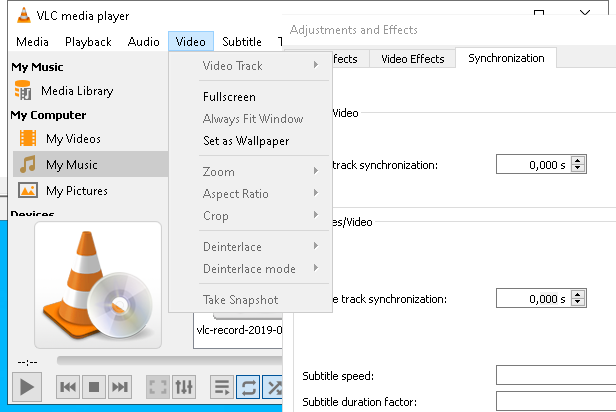 VLC media player
Media Playback Audio Video Subtitle T
My Music
Media Library
My Computer
My Videos
My Music
My Pictures
Devices
Video Track
Fullscreen
Always Fit Window
Set as Wallpaper
Zoom
Aspect Ratio
Crop
Deinterlace
Deinterlace mode
Take Snapshot
vlc-record-2019-0
--:--
Adjustments and Effects
fects Video Effects Synchronization
/Video
track synchronization: 0,000 s
es/Video
e track synchronization: 0,000 s
Subtitle speed:
Subtitle duration factor: